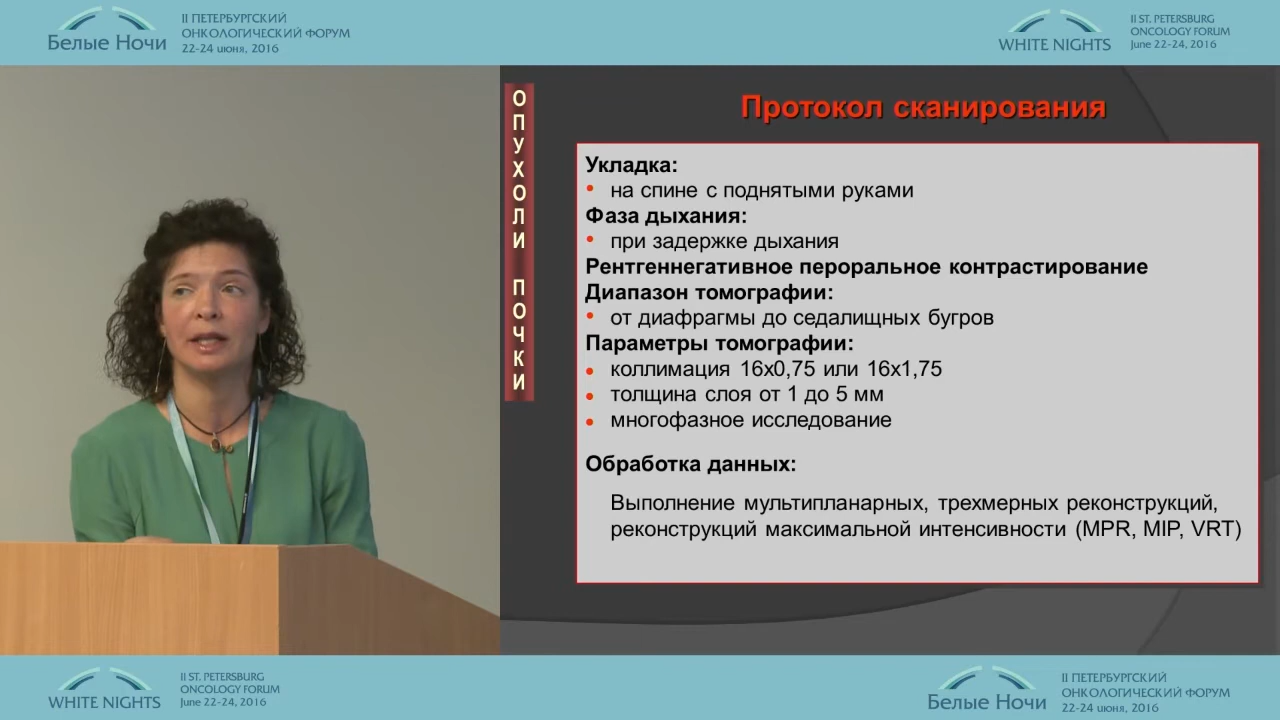 II ПЕТЕРБУРГСКИЙ
ОНКОЛОГИЧЕСКИЙ ФОРУМ
Белые Ночи
22-24 июня, 2016
II ST. PETERSBURG
ONCOLOGY FORUM
WHITE NIGHTS
June 22-24, 2016
ОПУХОЛИ ПОЧКИ
Протокол сканирования
Укладка:
• на спине с поднятыми руками
Фаза дыхания:
• при задержке дыхания
Рентгеннегативное пероральное контрастирование
Диапазон томографии:
• от диафрагмы до седалищных бугров
Параметры томографии:
• коллимация 16х0,75 или 16х1,75
• толщина слоя от 1 до 5 мм
• многофазное исследование
Обработка данных:
Выполнение мультипланарных, трехмерных реконструкций,
реконструкций максимальной интенсивности (MPR, MIP, VRT)
II ST. PETERSBURG
ONCOLOGY FORUM
WHITE NIGHTS
June 22-24, 2016
II ПЕТЕРБУРГСКИЙ
ОНКОЛОГИЧЕСКИЙ ФОРУМ
Белые Ночи
22-24 июня, 2016